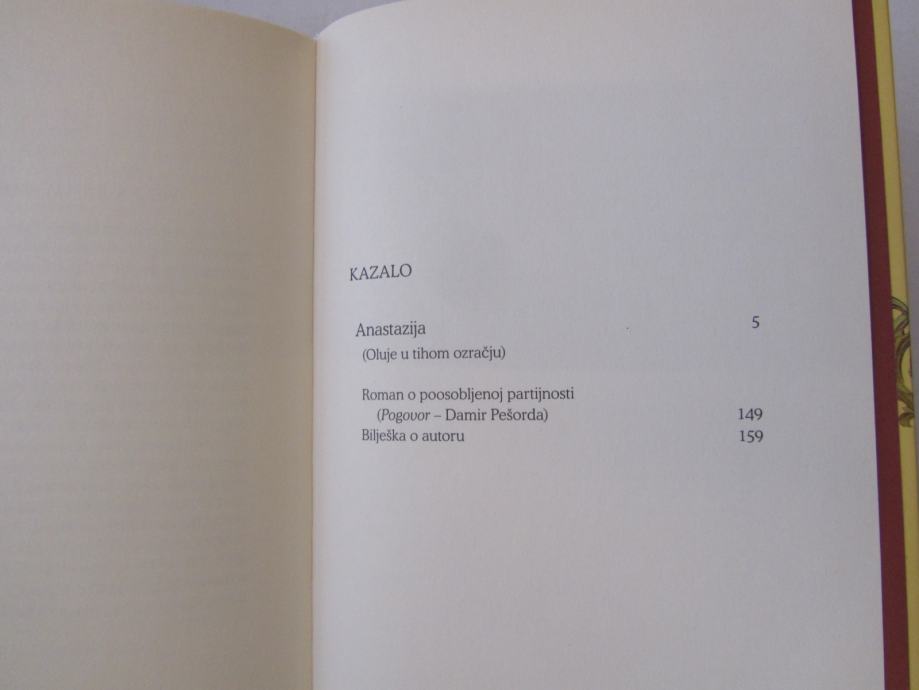 KAZALO
Anastazija 5
(Oluje u tihom ozračju)
Roman o poosobljenoj partijnosti
(Pogovor – Damir Pešorda) 149
Bilješka o autoru 159